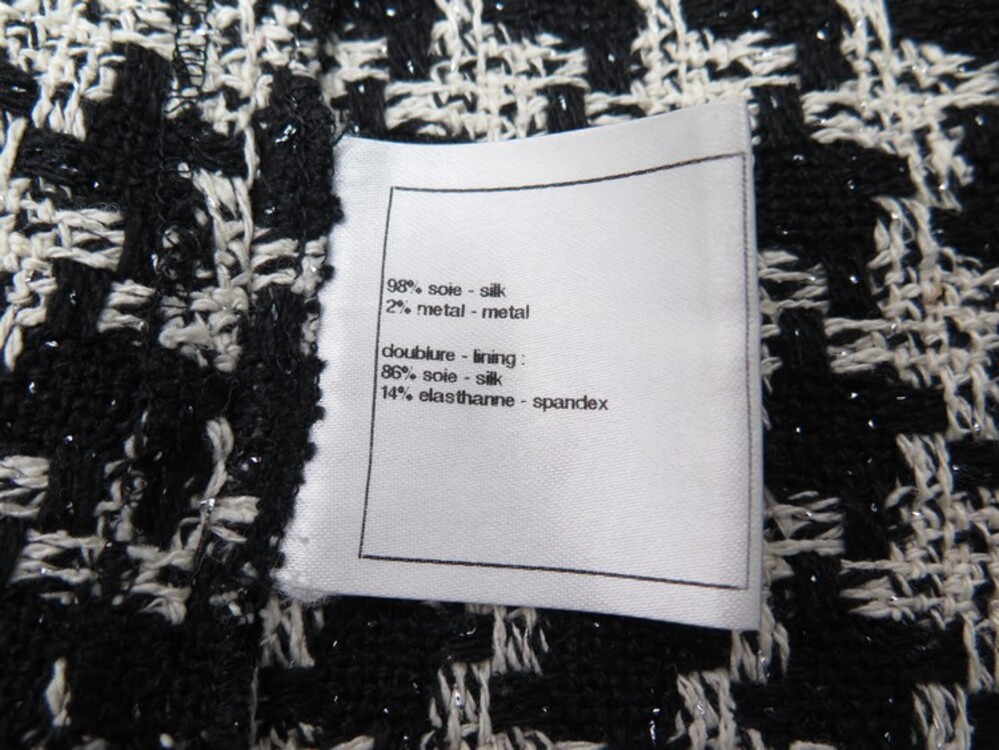 98% soie - silk
2% metal - metal
doublure - lining :
86% soie - silk
14% elasthanne - spandex